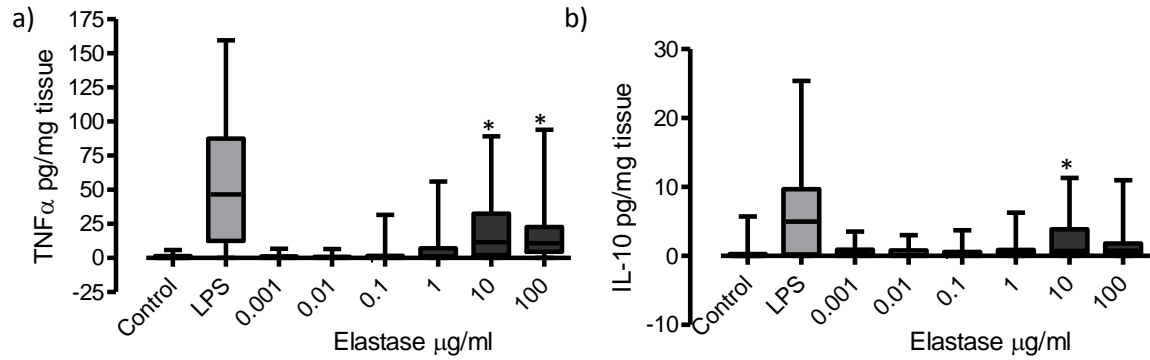 a)
TNFα pg/mg tissue
175
150
125
100
75
50
25
0
-25
* *
Control LPS 0.001 0.01 0.1 1 10 100
Elastase μg/ml
b)
IL-10 pg/mg tissue
30
20
10
0
-10
*
Control LPS 0.001 0.01 0.1 1 10 100
Elastase μg/ml